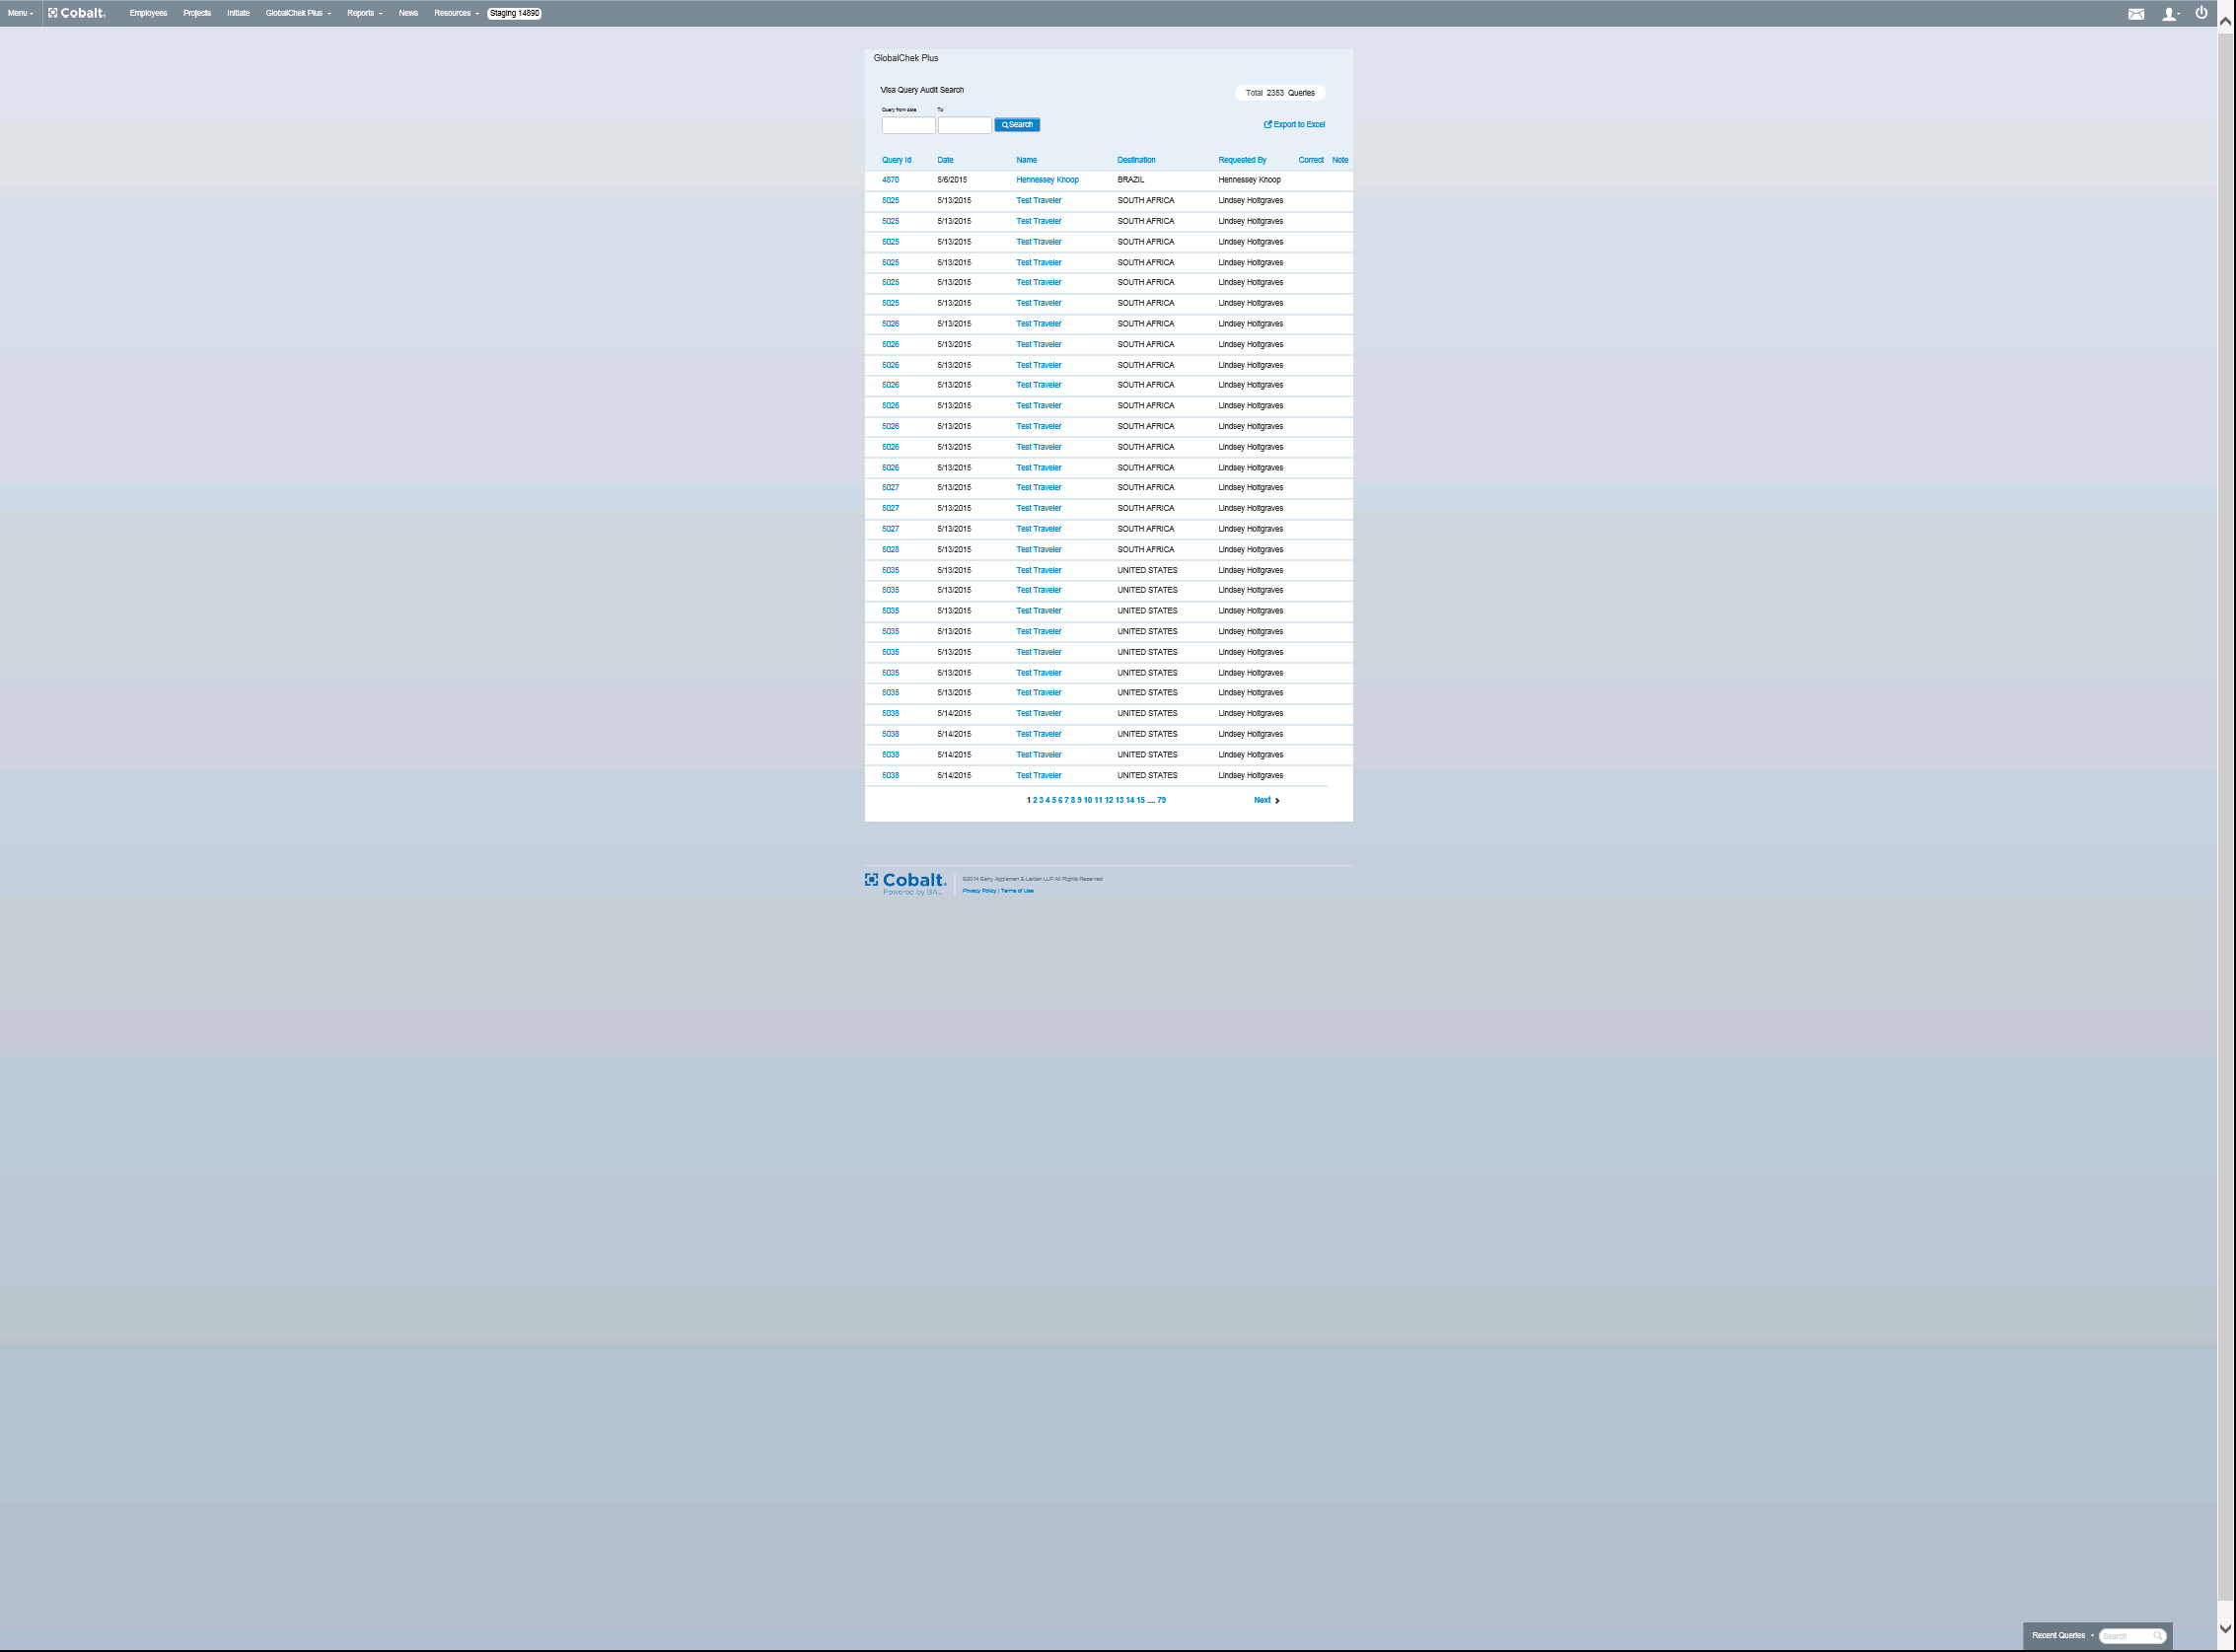 Menu Cobalt Employees Projects Initiate GlobalChek Plus Reports News Resources Staging 14890
GlobalChek Plus
Visa Query Audit Search
Total 2353 Queries
Query from date To
Search
Export to Excel
Query Id Date Name Destination Requested By Correct Note
4870 5/6/2015 Hennessey Knoop BRAZIL Hennessey Knoop
5025 5/13/2015 Test Traveler SOUTH AFRICA Lindsey Holtgraves
5025 5/13/2015 Test Traveler SOUTH AFRICA Lindsey Holtgraves
5025 5/13/2015 Test Traveler SOUTH AFRICA Lindsey Holtgraves
5025 5/13/2015 Test Traveler SOUTH AFRICA Lindsey Holtgraves
5025 5/13/2015 Test Traveler SOUTH AFRICA Lindsey Holtgraves
5025 5/13/2015 Test Traveler SOUTH AFRICA Lindsey Holtgraves
5026 5/13/2015 Test Traveler SOUTH AFRICA Lindsey Holtgraves
5026 5/13/2015 Test Traveler SOUTH AFRICA Lindsey Holtgraves
5026 5/13/2015 Test Traveler SOUTH AFRICA Lindsey Holtgraves
5026 5/13/2015 Test Traveler SOUTH AFRICA Lindsey Holtgraves
5026 5/13/2015 Test Traveler SOUTH AFRICA Lindsey Holtgraves
5026 5/13/2015 Test Traveler SOUTH AFRICA Lindsey Holtgraves
5026 5/13/2015 Test Traveler SOUTH AFRICA Lindsey Holtgraves
5026 5/13/2015 Test Traveler SOUTH AFRICA Lindsey Holtgraves
5027 5/13/2015 Test Traveler SOUTH AFRICA Lindsey Holtgraves
5027 5/13/2015 Test Traveler SOUTH AFRICA Lindsey Holtgraves
5027 5/13/2015 Test Traveler SOUTH AFRICA Lindsey Holtgraves
5028 5/13/2015 Test Traveler SOUTH AFRICA Lindsey Holtgraves
5035 5/13/2015 Test Traveler UNITED STATES Lindsey Holtgraves
5035 5/13/2015 Test Traveler UNITED STATES Lindsey Holtgraves
5035 5/13/2015 Test Traveler UNITED STATES Lindsey Holtgraves
5035 5/13/2015 Test Traveler UNITED STATES Lindsey Holtgraves
5035 5/13/2015 Test Traveler UNITED STATES Lindsey Holtgraves
5035 5/13/2015 Test Traveler UNITED STATES Lindsey Holtgraves
5035 5/13/2015 Test Traveler UNITED STATES Lindsey Holtgraves
5038 5/14/2015 Test Traveler UNITED STATES Lindsey Holtgraves
5038 5/14/2015 Test Traveler UNITED STATES Lindsey Holtgraves
5038 5/14/2015 Test Traveler UNITED STATES Lindsey Holtgraves
5038 5/14/2015 Test Traveler UNITED STATES Lindsey Holtgraves
1 2 3 4 5 6 7 8 9 10 11 12 13 14 15 .... 79 Next
Cobalt
Powered by BAL
©2014 Berry Appleman & Leiden LLP All Rights Reserved
Privacy Policy | Terms of Use
Recent Queries Search